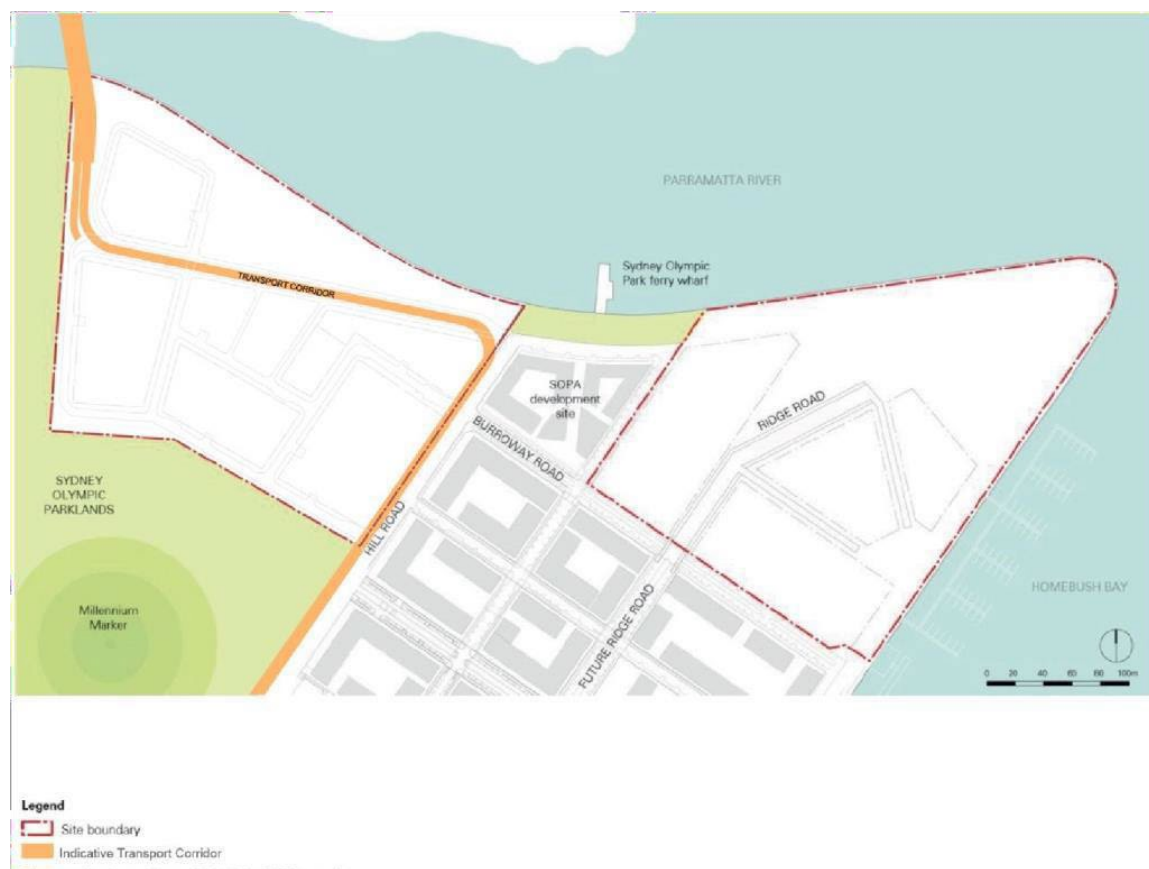 PARRAMATTA RIVER
Sydney Olympic
Park ferry wharf
TRANSPORT CORRIDOR
SOPA
development
site
RIDGE ROAD
BURROWAY ROAD
SYDNEY
OLYMPIC
PARKLANDS
HILL ROAD
HOMEBUSH BAY
Millennium
Marker
FUTURE RIDGE ROAD
0 20 40 60 80 100m
Legend
Site boundary
Indicative Transport Corridor